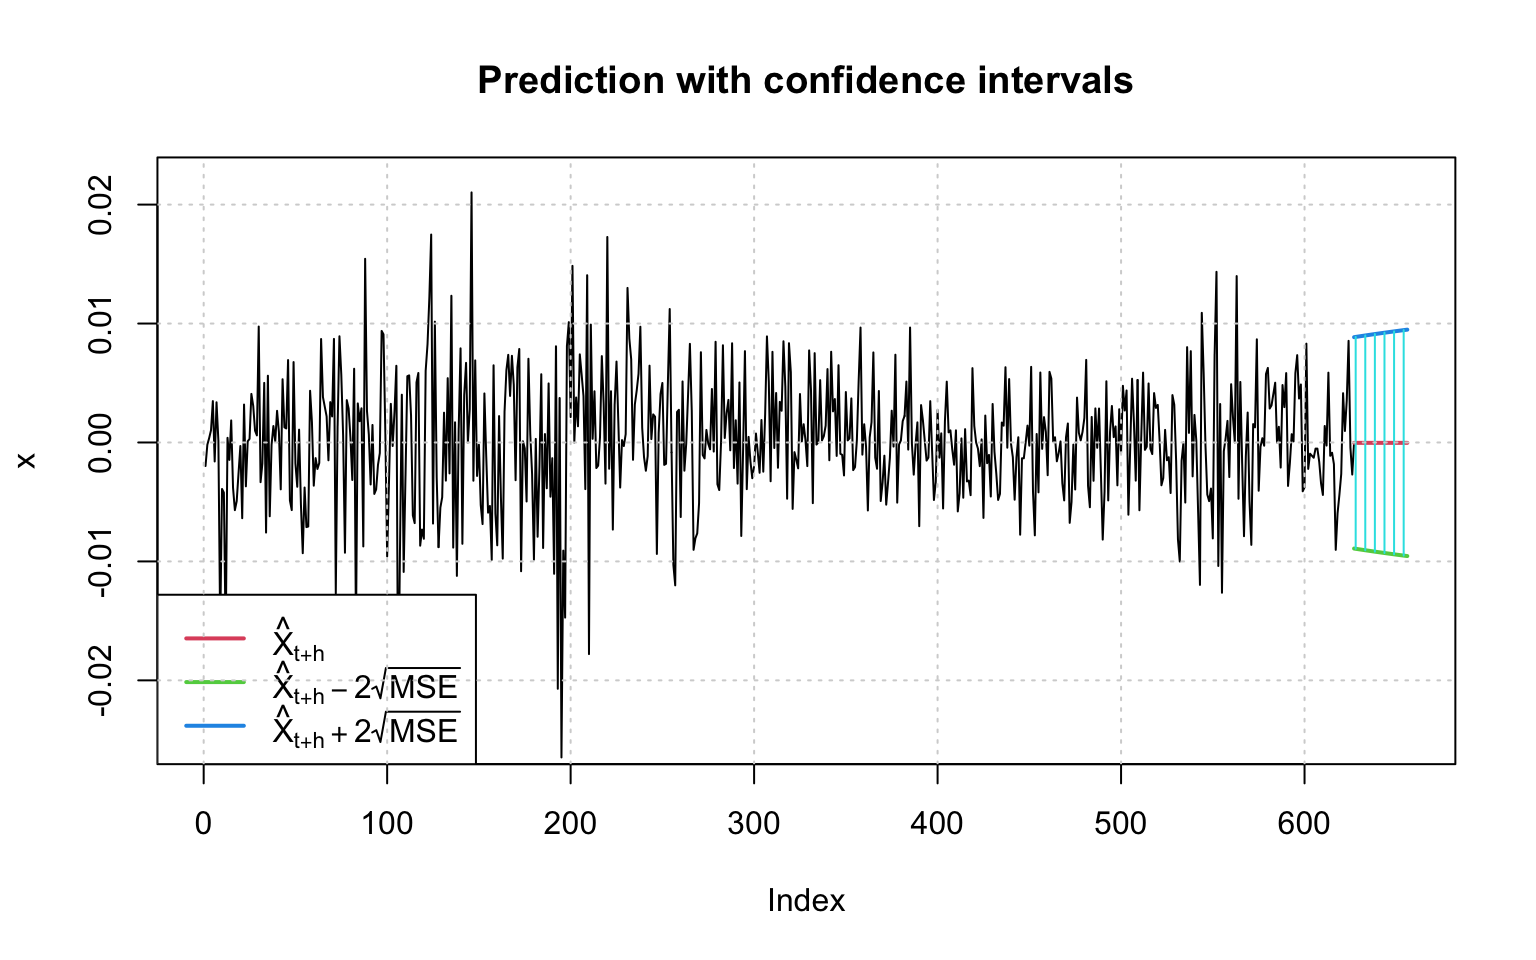 Prediction with confidence intervals
x
0.02
0.01
0.00
-0.01
-0.02
X̂t+h
X̂t+h − 2√MSE
X̂t+h + 2√MSE
0 100 200 300 400 500 600
Index